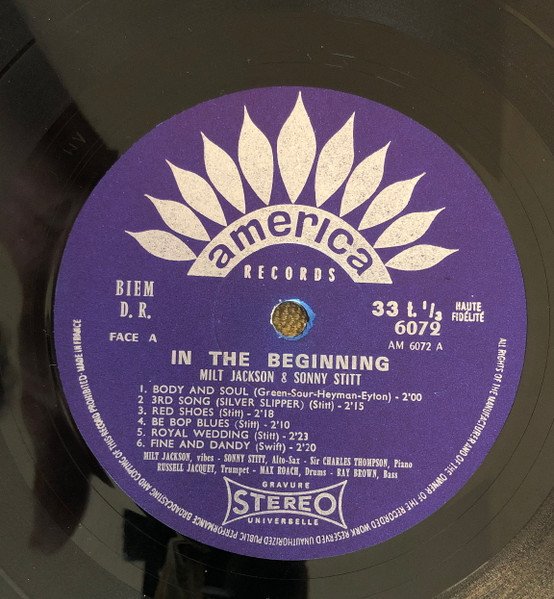 america
RECORDS
BIEM
D. R.
FACE A
33 t. 1/3
6072
HAUTE
FIDÉLITÉ
AM 6072 A
IN THE BEGINNING
MILT JACKSON & SONNY STITT
1. BODY AND SOUL (Green-Sour-Heyman-Eyton) - 2'00
2. 3RD SONG (SILVER SLIPPER) (Stitt) - 2'15
3. RED SHOES (Stitt) - 2'18
4. BE BOP BLUES (Stitt) - 2'10
5. ROYAL WEDDING (Stitt) - 2'23
6. FINE AND DANDY (Swift) - 2'20
MILT JACKSON, vibes - SONNY STITT, Alto-Sax - Sir CHARLES THOMPSON, Piano
RUSSELL JACQUET, Trumpet - MAX ROACH, Drums - RAY BROWN, Bass
GRAVURE
STEREO
UNIVERSELLE
ALL RIGHTS OF THE MANUFACTURER AND OF THE OWNER OF THE RECORDED WORK RESERVED. UNAUTHORIZED PUBLIC PERFORMANCE BROADCASTING AND COPYING OF THIS RECORD PROHIBITED - MADE IN FRANCE